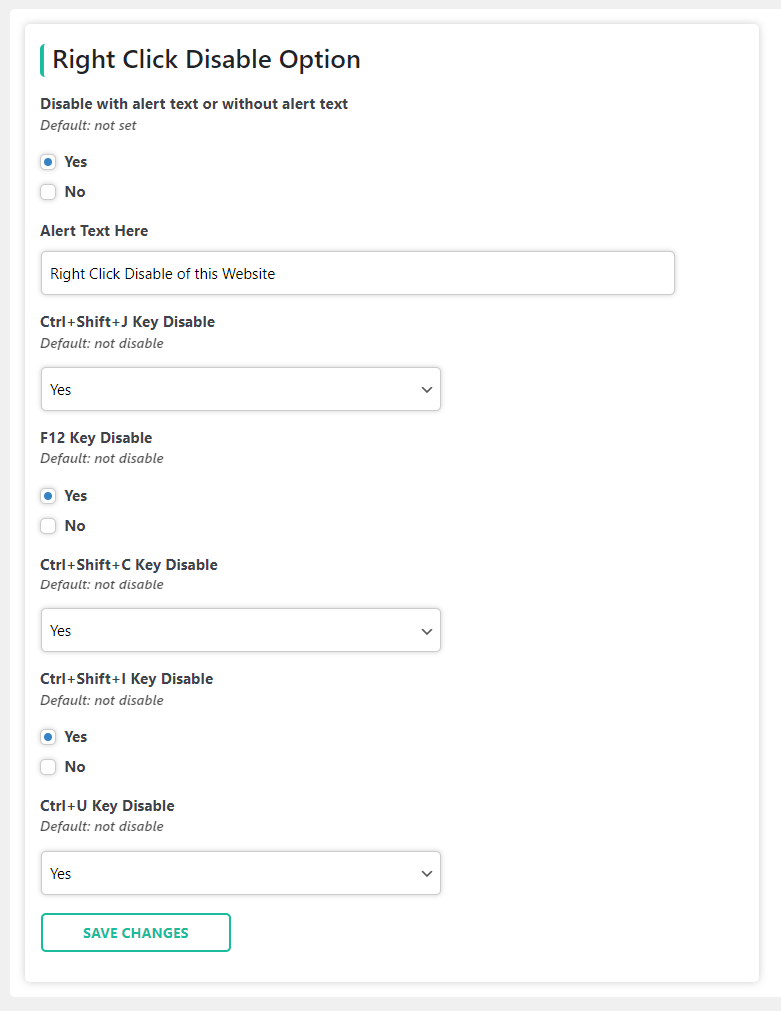 Right Click Disable Option
Disable with alert text or without alert text
Default: not set
Yes
No
Alert Text Here
Right Click Disable of this Website
Ctrl+Shift+J Key Disable
Default: not disable
Yes
F12 Key Disable
Default: not disable
Yes
No
Ctrl+Shift+C Key Disable
Default: not disable
Yes
Ctrl+Shift+I Key Disable
Default: not disable
Yes
No
Ctrl+U Key Disable
Default: not disable
Yes
SAVE CHANGES